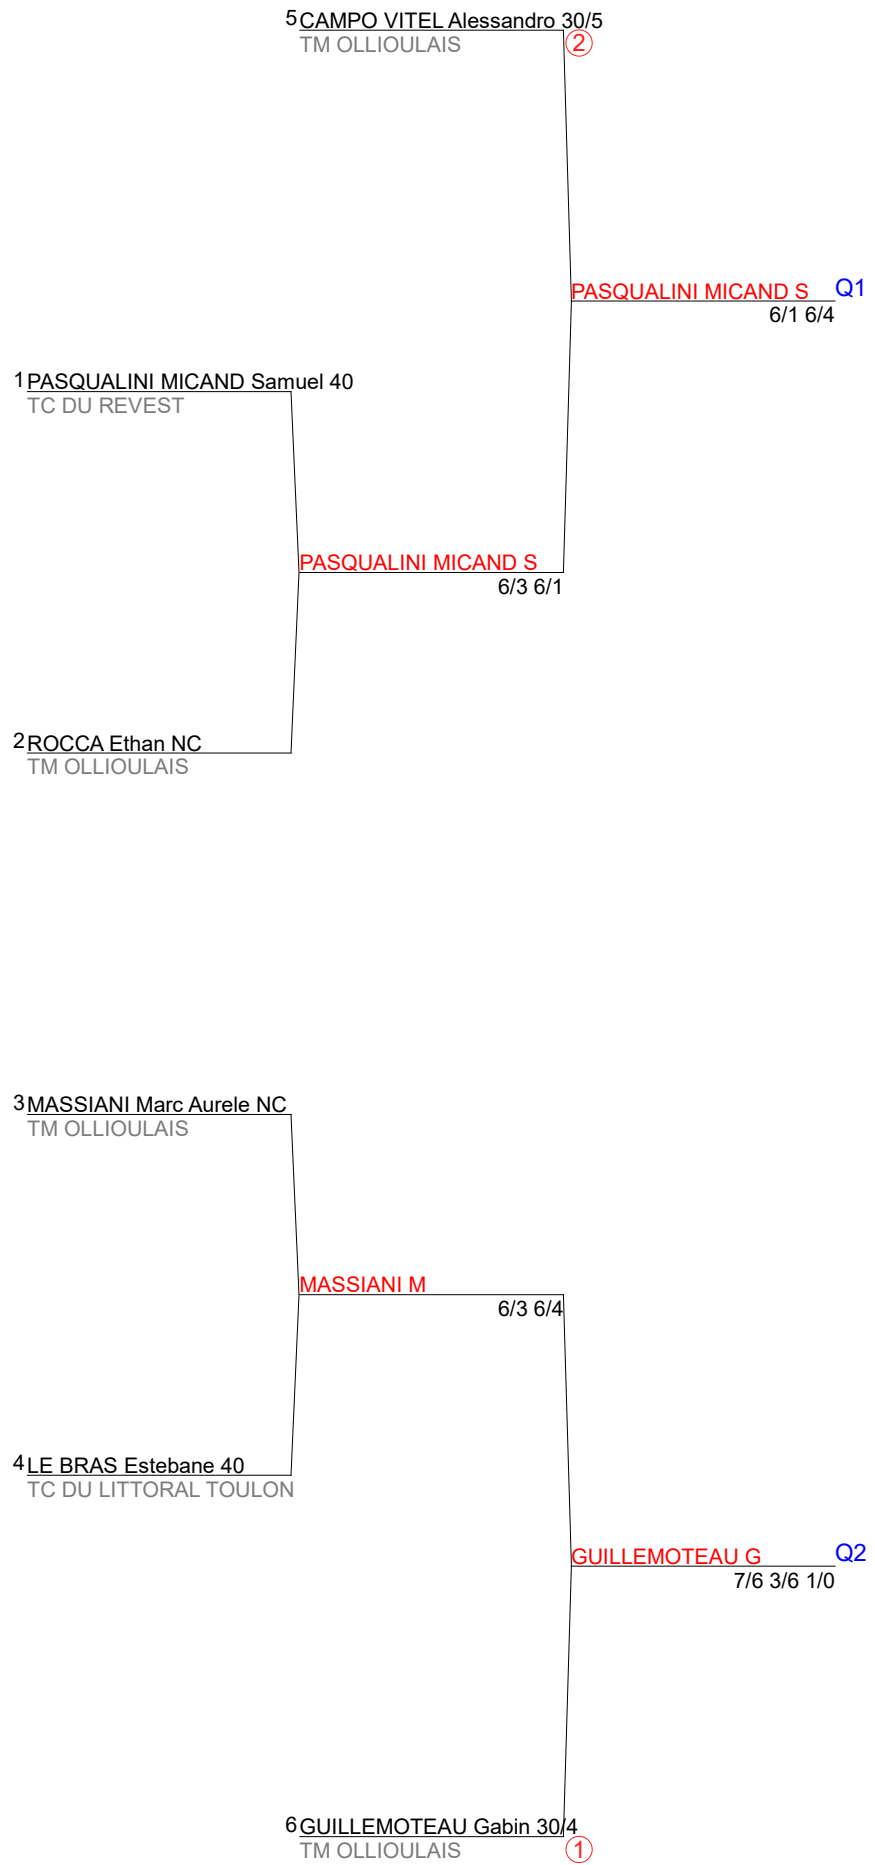 5 CAMPO VITEL Alessandro 30/5
TM OLLIOULAIS
②
PASQUALINI MICAND S Q1
6/1 6/4
1 PASQUALINI MICAND Samuel 40
TC DU REVEST
PASQUALINI MICAND S
6/3 6/1
2 ROCCA Ethan NC
TM OLLIOULAIS
3 MASSIANI Marc Aurele NC
TM OLLIOULAIS
MASSIANI M
6/3 6/4
4 LE BRAS Estebane 40
TC DU LITTORAL TOULON
GUILLEMOTEAU G Q2
7/6 3/6 1/0
6 GUILLEMOTEAU Gabin 30/4
TM OLLIOULAIS
①